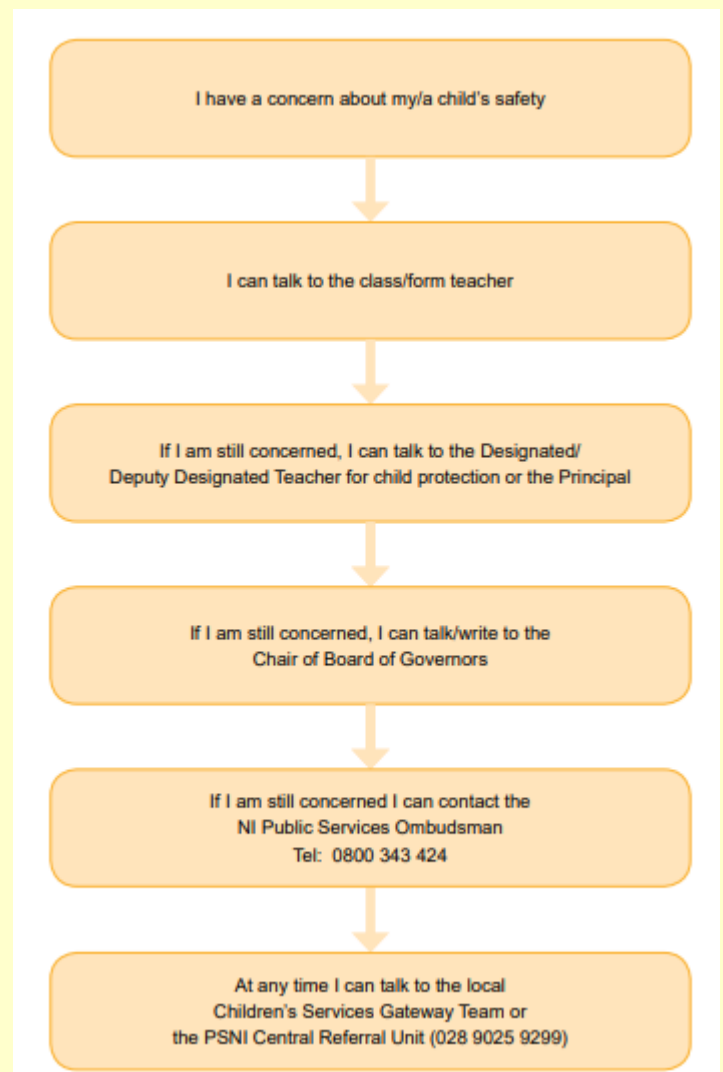 I have a concern about my/a child's safety
I can talk to the class/form teacher
If I am still concerned, I can talk to the Designated/
Deputy Designated Teacher for child protection or the Principal
If I am still concerned, I can talk/write to the
Chair of Board of Governors
If I am still concerned I can contact the
NI Public Services Ombudsman
Tel:  0800 343 424
At any time I can talk to the local
Children's Services Gateway Team or
the PSNI Central Referral Unit (028 9025 9299)